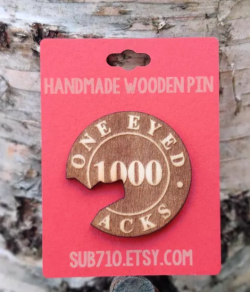 HANDMADE WOODEN PIN
ONE EYED
1000
ACKS
SUB710.ETSY.COM